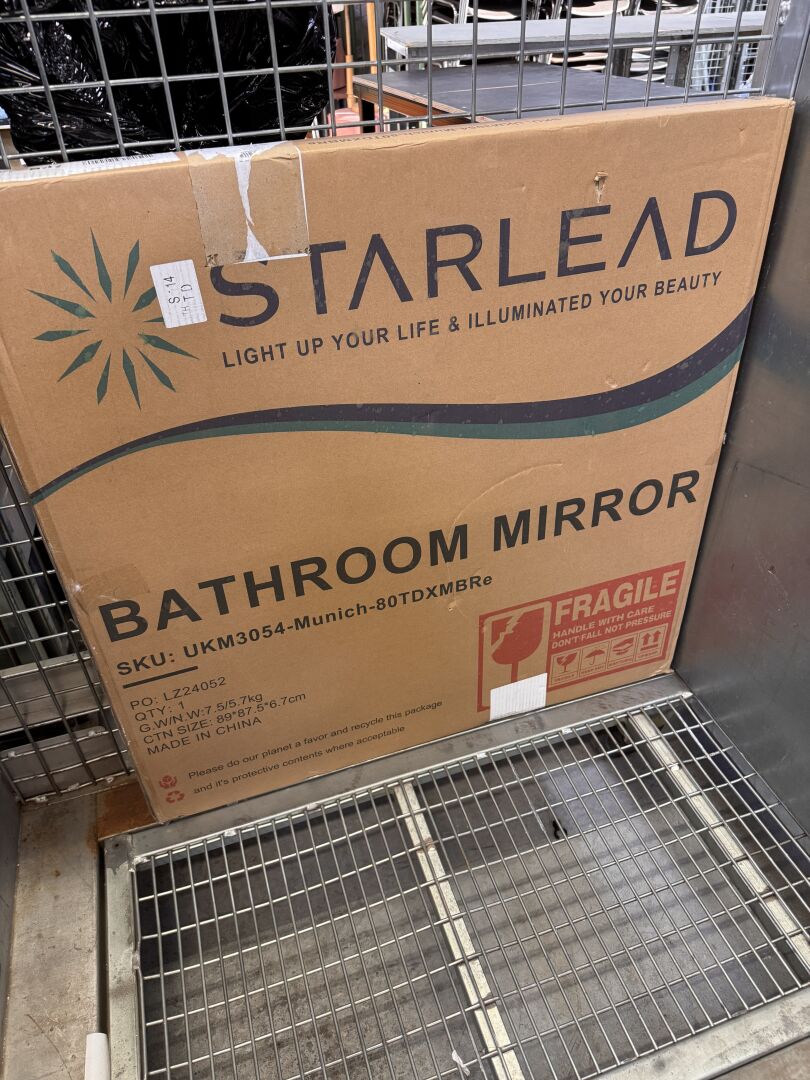 STARLEAD
LIGHT UP YOUR LIFE & ILLUMINATED YOUR BEAUTY
BATHROOM MIRROR
SKU: UKM3054-Munich-80TDXMBRe
PO: LZ24052
QTY: 1
G.W/N.W:7.5/5.7kg
CTN SIZE: 89*87.5*6.7cm
MADE IN CHINA
Please do our planet a favor and recycle this package
and it's protective contents where acceptable
FRAGILE
HANDLE WITH CARE
DON'T FALL NOT PRESSURE